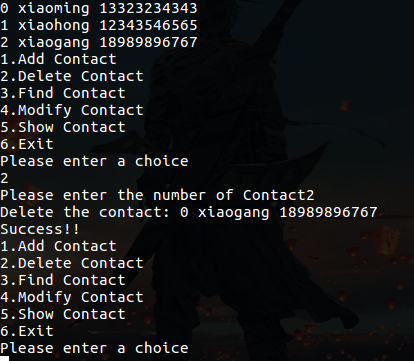 0 xiaoming 13323234343
1 xiaohong 12343546565
2 xiaogang 18989896767
1.Add Contact
2.Delete Contact
3.Find Contact
4.Modify Contact
5.Show Contact
6.Exit
Please enter a choice
2
Please enter the number of Contact2
Delete the contact: 0 xiaogang 18989896767
Success!!
1.Add Contact
2.Delete Contact
3.Find Contact
4.Modify Contact
5.Show Contact
6.Exit
Please enter a choice